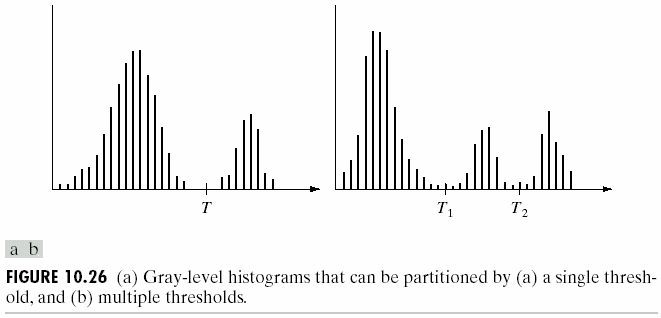 T
T1
T2
a b
FIGURE 10.26 (a) Gray-level histograms that can be partitioned by (a) a single thresh-
old, and (b) multiple thresholds.